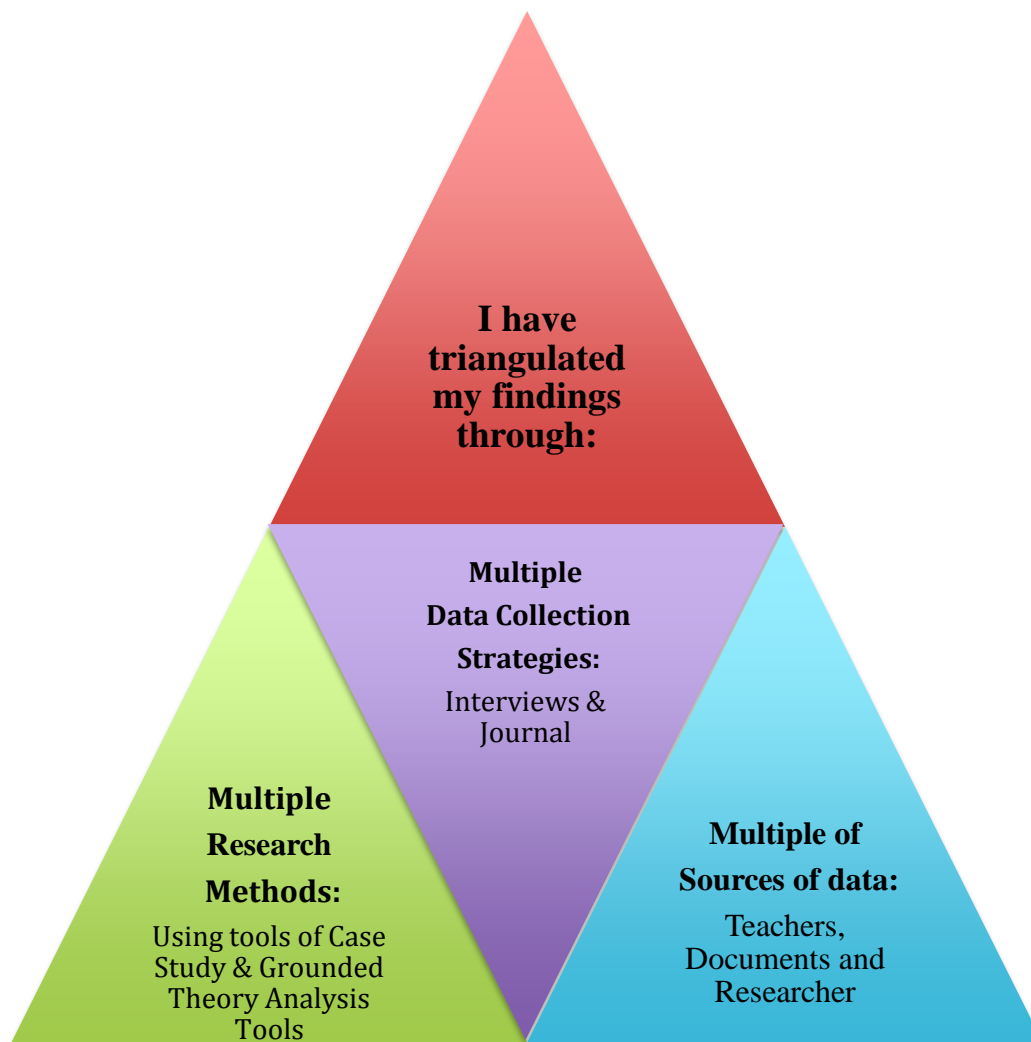 I have
triangulated
my findings
through:
Multiple
Data Collection
Strategies:
Interviews &
Journal
Multiple
Research
Methods:
Using tools of Case
Study & Grounded
Theory Analysis
Tools
Multiple of
Sources of data:
Teachers,
Documents and
Researcher